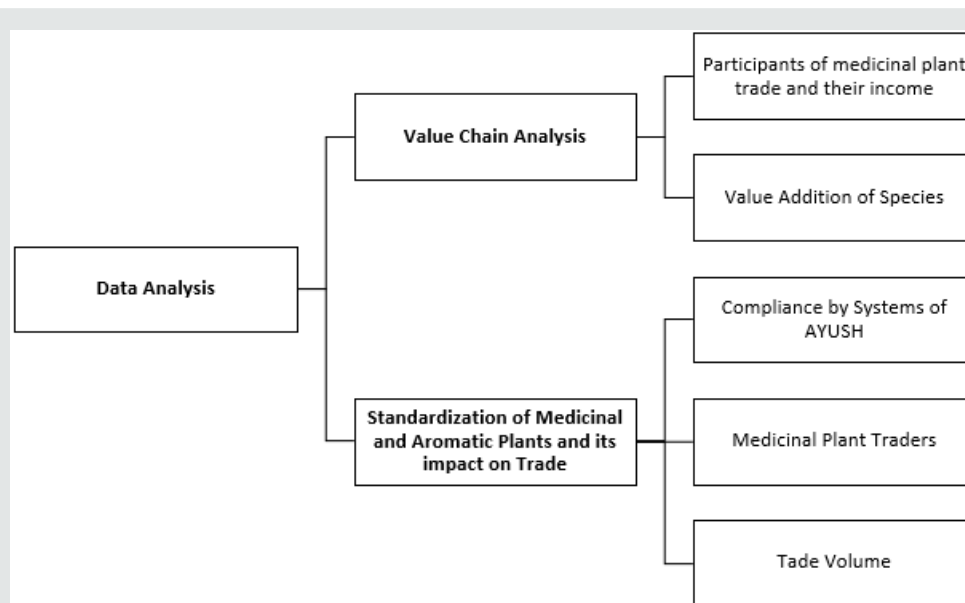 Participants of medicinal plant
trade and their income
Value Chain Analysis
Value Addition of Species
Data Analysis
Compliance by Systems of
AYUSH
Standardization of Medicinal
and Aromatic Plants and its
impact on Trade
Medicinal Plant Traders
Tade Volume